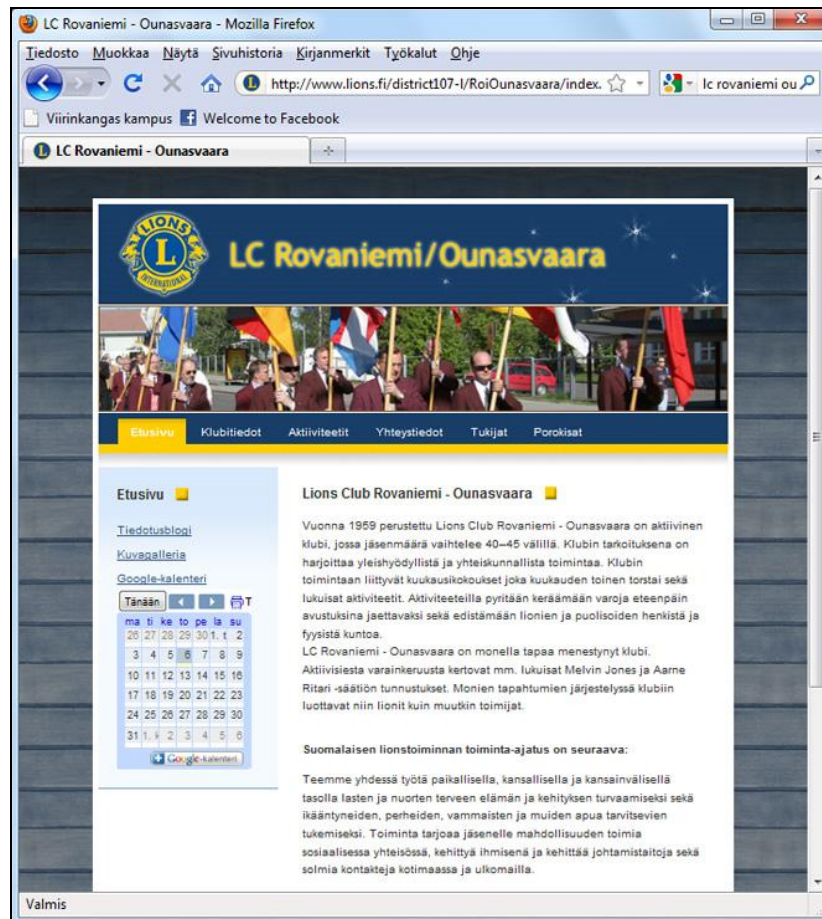 LC Rovaniemi - Ounasvaara - Mozilla Firefox
Tiedosto Muokkaa Näytä Sivuhistoria Kirjanmerkit Työkalut Ohje
http://www.lions.fi/district107-l/RoiOunasvaara/index.
lc rovaniemi ou
Viirinkangas kampus Welcome to Facebook
LC Rovaniemi - Ounasvaara
LIONS
L
INTERNATIONAL
LC Rovaniemi/Ounasvaara
Etusivu Klubitiedot Aktiiviteetit Yhteystiedot Tukijat Porokisat
Etusivu
Tiedotusblogi
Kuvagalleria
Google-kalenteri
Tänään T
ma ti ke to pe la su
26 27 28 29 30 1. t 2
3 4 5 6 7 8 9
10 11 12 13 14 15 16
17 18 19 20 21 22 23
24 25 26 27 28 29 30
31 1. k 2 3 4 5 6
Google-kalenteri
Lions Club Rovaniemi - Ounasvaara
Vuonna 1959 perustettu Lions Club Rovaniemi - Ounasvaara on aktiivinen
klubi, jossa jäsenmäärä vaihtelee 40–45 välillä. Klubin tarkoituksena on
harjoittaa yleishyödyllistä ja yhteiskunnallista toimintaa. Klubin
toimintaan liittyvät kuukausikokoukset joka kuukauden toinen torstai sekä
lukuisat aktiviteetit. Aktiviteeteilla pyritään keräämään varoja eteenpäin
avustuksina jaettavaksi sekä edistämään lionien ja puolisoiden henkistä ja
fyysistä kuntoa.
LC Rovaniemi - Ounasvaara on monella tapaa menestynyt klubi.
Aktiivisiesta varainkeruusta kertovat mm. lukuisat Melvin Jones ja Aarne
Ritari -säätiön tunnustukset. Monien tapahtumien järjestelyssä klubiin
luottavat niin lionit kuin muutkin toimijat.
Suomalaisen lionstoiminnan toiminta-ajatus on seuraava:
Teemme yhdessä työtä paikallisella, kansallisella ja kansainvälisellä
tasolla lasten ja nuorten terveen elämän ja kehityksen turvaamiseksi sekä
ikääntyneiden, perheiden, vammaisten ja muiden apua tarvitsevien
tukemiseksi. Toiminta tarjoaa jäsenelle mahdollisuuden toimia
sosiaalisessa yhteisössä, kehittyä ihmisenä ja kehittää johtamistaitoja sekä
solmia kontakteja kotimaassa ja ulkomailla.
Valmis